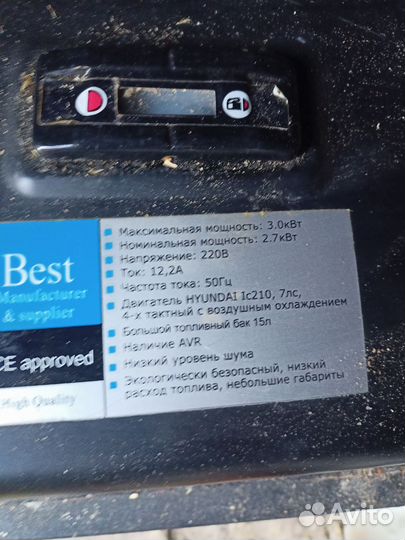 Best
Manufacturer
& supplier
CE approved
High Quality
Максимальная мощность: 3.0кВт
Номинальная мощность: 2.7кВт
Напряжение: 220В
Ток: 12,2А
Частота тока: 50Гц
Двигатель HYUNDAI Ic210, 7лс,
4-х тактный с воздушным охлаждением
Большой топливный бак 15л
Наличие AVR
Низкий уровень шума
Экологически безопасный, низкий
расход топлива, небольшие габариты
Avito